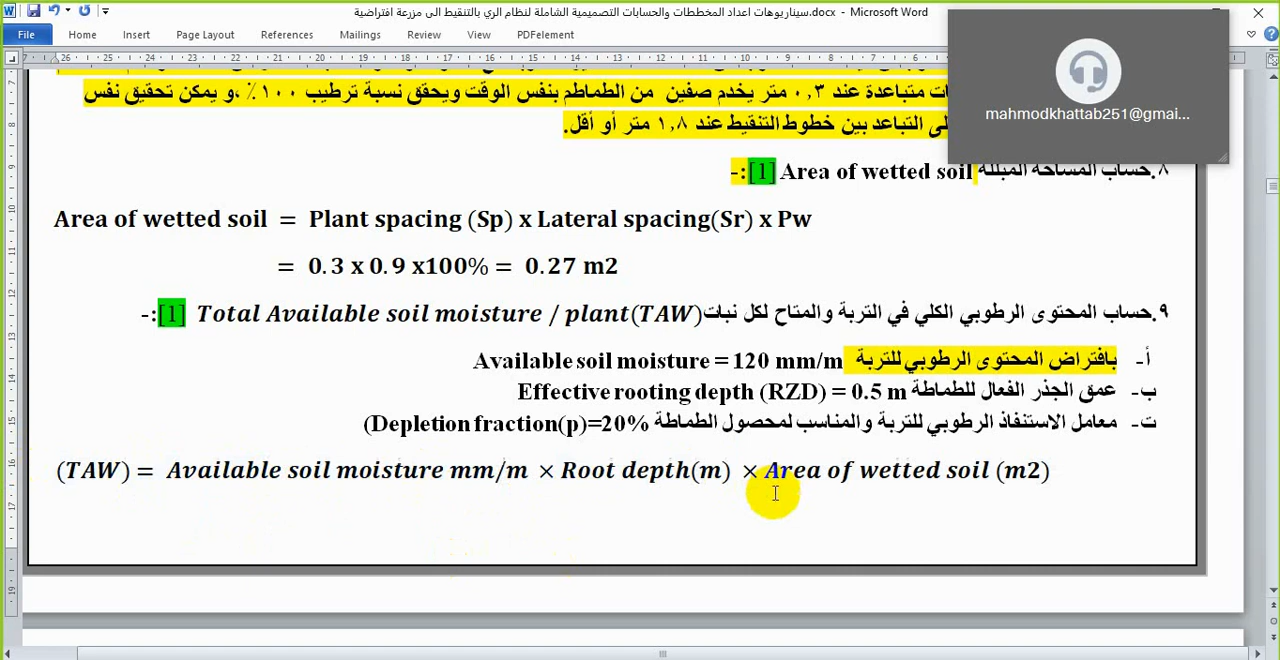 سيناريوهات اعداد المخططات والحسابات التصميمية الشاملة لنظام الري بالتنقيط الى مزرعة افتراضية.docx - Microsoft Word
File Home Insert Page Layout References Mailings Review View PDFelement
mahmodkhattab251@gmai...
متباعدة عند ٠,٣ متر يخدم صفين من الطماطم بنفس الوقت ويحقق نسبة ترطيب ١٠٠٪ ،و يمكن تحقيق نفس
التباعد بين خطوط التنقيط عند ١,٨ متر أو أقل.
٨.حساب المساحة المبللة Area of wetted soil [1]:-
Area of wetted soil = Plant spacing (Sp) x Lateral spacing(Sr) x Pw
= 0.3 x 0.9 x100% = 0.27 m2
٩.حساب المحتوى الرطوبي الكلي في التربة والمتاح لكل نبات Total Available soil moisture / plant(TAW) [1]:-
أ- بافتراض المحتوى الرطوبي للتربة Available soil moisture = 120 mm/m
ب- عمق الجذر الفعال للطماطة Effective rooting depth (RZD) = 0.5 m
ت- معامل الاستنفاذ الرطوبي للتربة والمناسب لمحصول الطماطة Depletion fraction(p)=20%)
(TAW) = Available soil moisture mm/m × Root depth(m) × Area of wetted soil (m2)